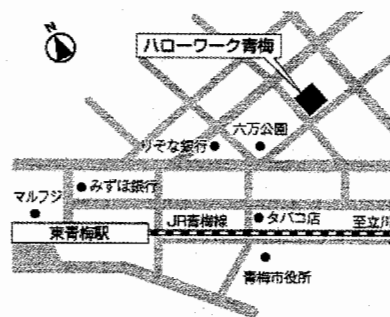 N
ハローワーク青梅
りそな銀行
六万公園
みずほ銀行
マルフジ
JR青梅線
タバコ店
至立川
東青梅駅
青梅市役所